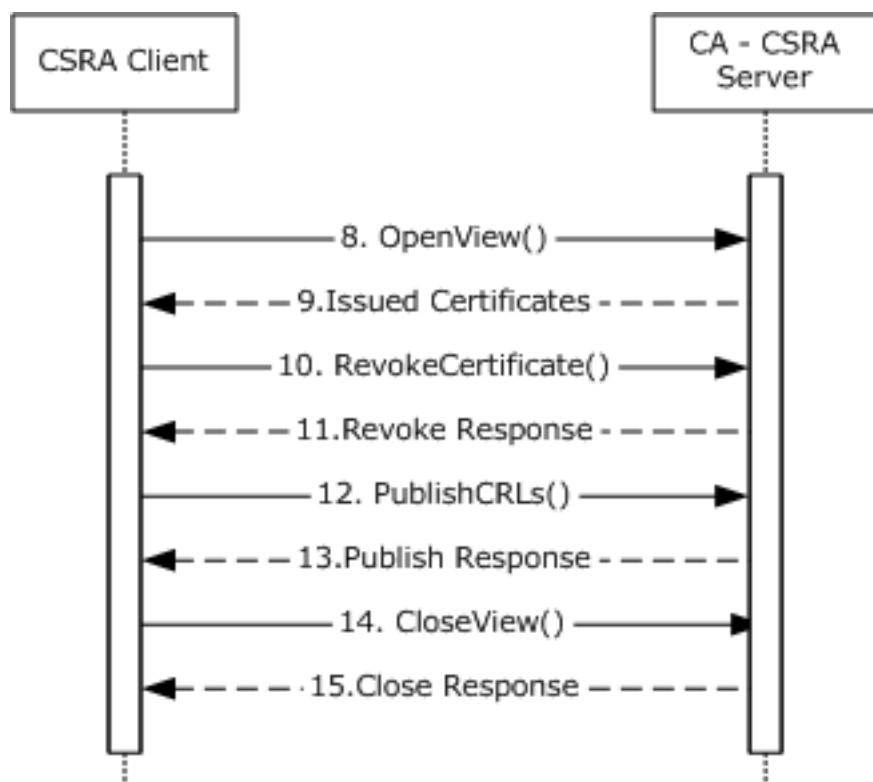 CSRA Client
CA - CSRA
Server
8. OpenView()
9.Issued Certificates
10. RevokeCertificate()
11.Revoke Response
12. PublishCRLs()
13.Publish Response
14. CloseView()
15.Close Response